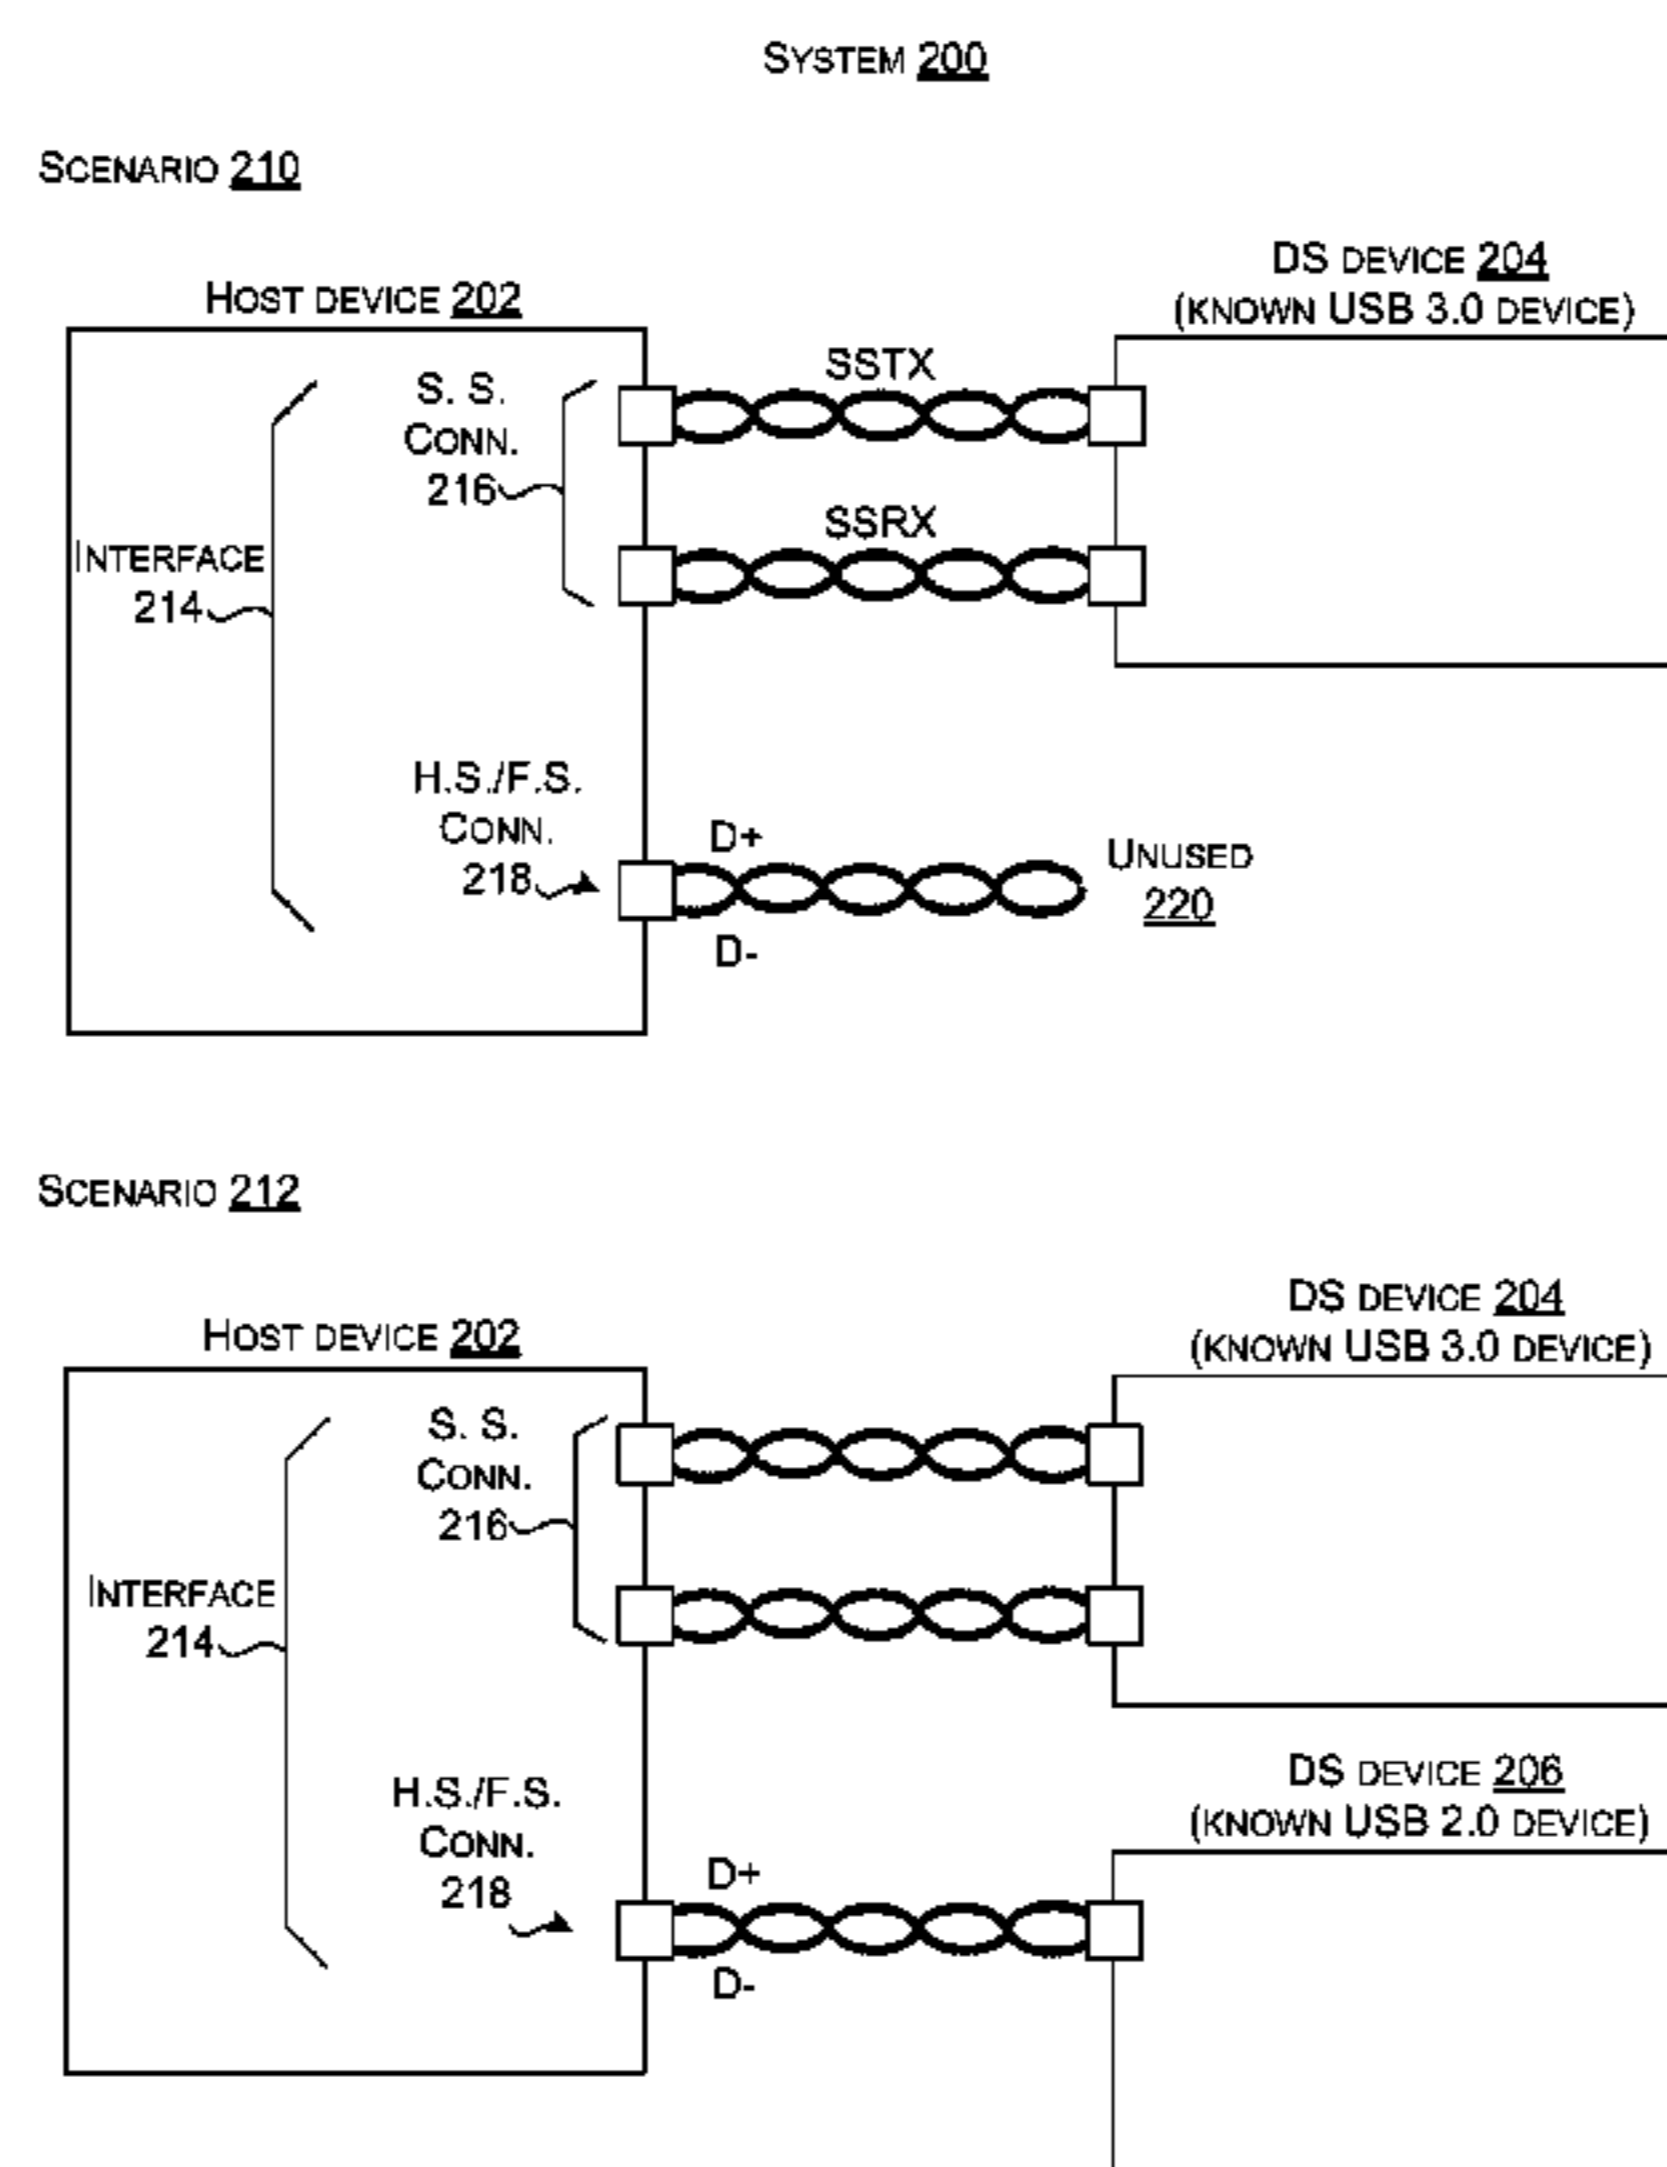 SYSTEM 200
SCENARIO 210
HOST DEVICE 202
DS DEVICE 204
(KNOWN USB 3.0 DEVICE)
S. S.
CONN.
216
SSTX
SSRX
INTERFACE
214
H.S./F.S.
CONN.
218
D+
D-
UNUSED
220
SCENARIO 212
HOST DEVICE 202
DS DEVICE 204
(KNOWN USB 3.0 DEVICE)
S. S.
CONN.
216
INTERFACE
214
H.S./F.S.
CONN.
218
D+
D-
DS DEVICE 206
(KNOWN USB 2.0 DEVICE)